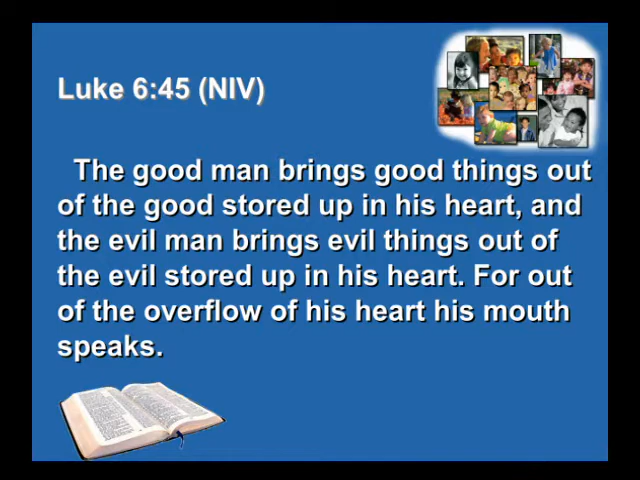 Luke 6:45 (NIV)
The good man brings good things out
of the good stored up in his heart, and
the evil man brings evil things out of
the evil stored up in his heart. For out
of the overflow of his heart his mouth
speaks.